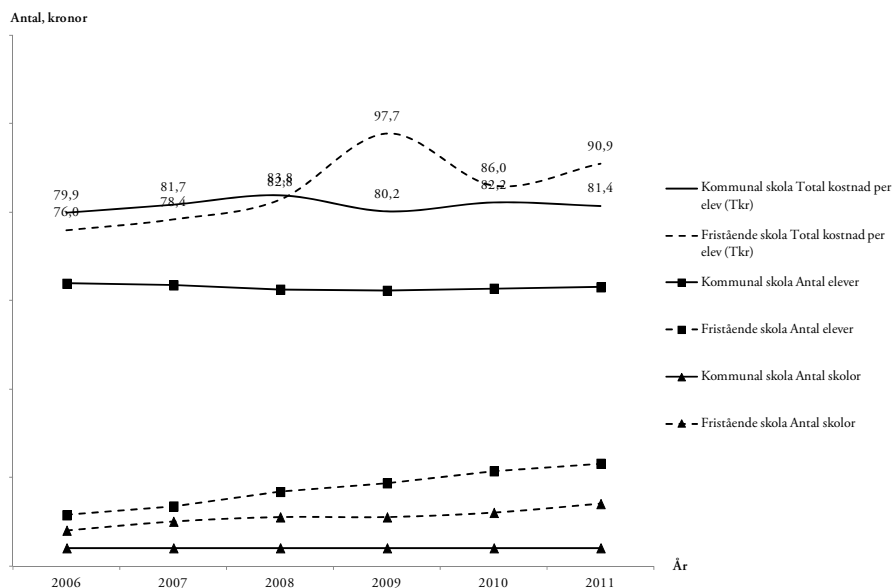 Antal, kronor
97,7
90,9
86,0
83,8
82,8
82,2
81,7
81,4
80,2
79,9
78,4
76,0
Kommunal skola Total kostnad per
elev (Tkr)
Fristående skola Total kostnad per
elev (Tkr)
Kommunal skola Antal elever
Fristående skola Antal elever
Kommunal skola Antal skolor
Fristående skola Antal skolor
År
2006 2007 2008 2009 2010 2011